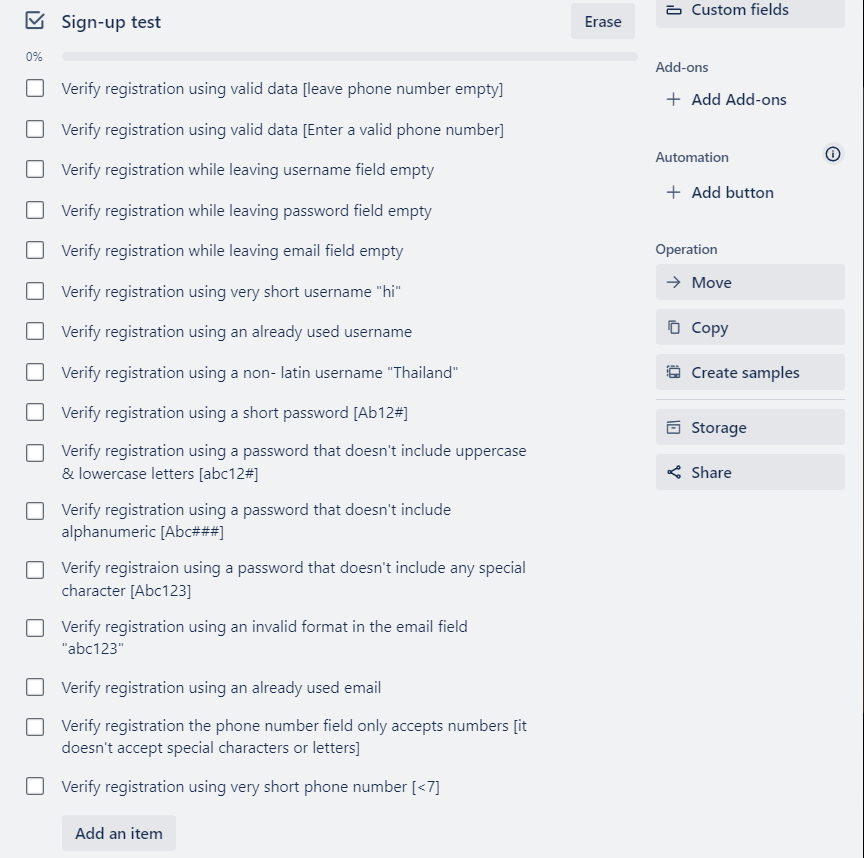 Sign-up test
Erase
0%
Verify registration using valid data [leave phone number empty]
Verify registration using valid data [Enter a valid phone number]
Verify registration while leaving username field empty
Verify registration while leaving password field empty
Verify registration while leaving email field empty
Verify registration using very short username "hi"
Verify registration using an already used username
Verify registration using a non- latin username "Thailand"
Verify registration using a short password [Ab12#]
Verify registration using a password that doesn't include uppercase
& lowercase letters [abc12#]
Verify registration using a password that doesn't include
alphanumeric [Abc###]
Verify registraion using a password that doesn't include any special
character [Abc123]
Verify registration using an invalid format in the email field
"abc123"
Verify registration using an already used email
Verify registration the phone number field only accepts numbers [it
doesn't accept special characters or letters]
Verify registration using very short phone number [<7]
Add an item
Custom fields
Add-ons
Add Add-ons
Automation
Add button
Operation
Move
Copy
Create samples
Storage
Share